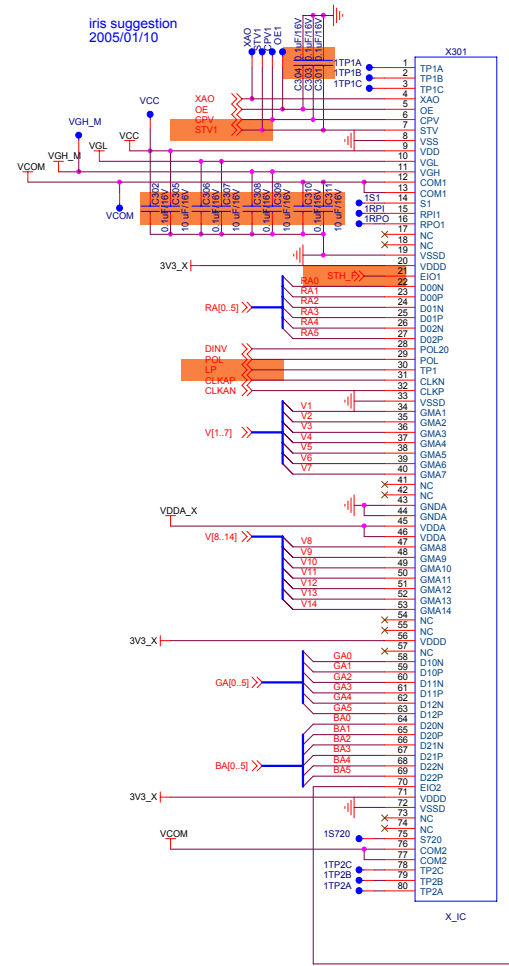 iris suggestion
2005/01/10
XAO
STV1
CPV1
OE1
C304 0.1uF/16V
C303 0.1uF/16V
C301 0.1uF/16V
1TP1A
1TP1B
1TP1C
X301
XAO
OE
CPV
STV1
VCC
VGH_M
VCC
VGL
VGH_M
VCOM
VCOM
C302 0.1uF/16V
C305 10 uF/16V
C306 0.1uF/16V
C307 10 uF/16V
C308 0.1uF/16V
C309 10 uF/16V
C310 0.1uF/16V
C311 10 uF/16V
1S1
1RPI
1RPO
3V3_X
RA[0..5]
RA0
RA1
RA2
RA3
RA4
RA5
DINV
POL
LP
CLKAP
CLKAN
V[1..7]
V1
V2
V3
V4
V5
V6
V7
VDDA_X
V[8..14]
V8
V9
V10
V11
V12
V13
V14
3V3_X
GA[0..5]
GA0
GA1
GA2
GA3
GA4
GA5
BA[0..5]
BA0
BA1
BA2
BA3
BA4
BA5
3V3_X
VCOM
1S720
1TP2C
1TP2B
1TP2A
1 TP1A
2 TP1B
3 TP1C
4 XAO
5 OE
6 CPV
7 STV
8 VSS
9 VDD
10 VGL
11 VGH
12 COM1
13 COM1
14 S1
15 RPI1
16 RPO1
17 NC
18 NC
19 VSSD
20 VDDD
21 EIO1
22 D00N
23 D00P
24 D01N
25 D01P
26 D02N
27 D02P
28 POL20
29 POL
30 TP1
31 CLKN
32 CLKP
33 VSSD
34 GMA1
35 GMA2
36 GMA3
37 GMA4
38 GMA5
39 GMA6
40 GMA7
41 NC
42 NC
43 GNDA
44 GNDA
45 VDDA
46 VDDA
47 GMA8
48 GMA9
49 GMA10
50 GMA11
51 GMA12
52 GMA13
53 GMA14
54 NC
55 NC
56 VDDD
57 NC
58 D10N
59 D10P
60 D11N
61 D11P
62 D12N
63 D12P
64 D20N
65 D20P
66 D21N
67 D21P
68 D22N
69 D22P
70 EIO2
71 VDDD
72 VSSD
73 NC
74 NC
75 S720
76 COM2
77 COM2
78 TP2C
79 TP2B
80 TP2A
X_IC